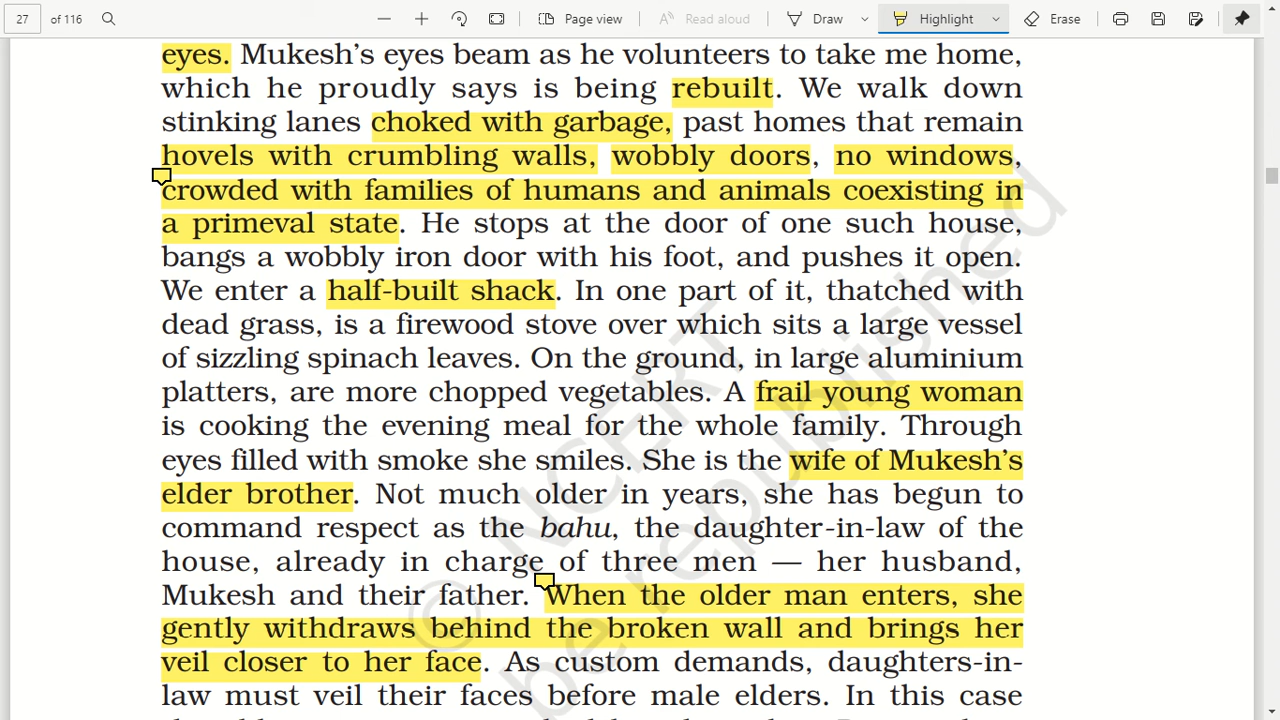 27 of 116 Page view Read aloud Draw Highlight Erase
eyes. Mukesh’s eyes beam as he volunteers to take me home,
which he proudly says is being rebuilt. We walk down
stinking lanes choked with garbage, past homes that remain
hovels with crumbling walls, wobbly doors, no windows,
crowded with families of humans and animals coexisting in
a primeval state. He stops at the door of one such house,
bangs a wobbly iron door with his foot, and pushes it open.
We enter a half-built shack. In one part of it, thatched with
dead grass, is a firewood stove over which sits a large vessel
of sizzling spinach leaves. On the ground, in large aluminium
platters, are more chopped vegetables. A frail young woman
is cooking the evening meal for the whole family. Through
eyes filled with smoke she smiles. She is the wife of Mukesh’s
elder brother. Not much older in years, she has begun to
command respect as the bahu, the daughter-in-law of the
house, already in charge of three men — her husband,
Mukesh and their father. When the older man enters, she
gently withdraws behind the broken wall and brings her
veil closer to her face. As custom demands, daughters-in-
law must veil their faces before male elders. In this case
© NCERT
be republished